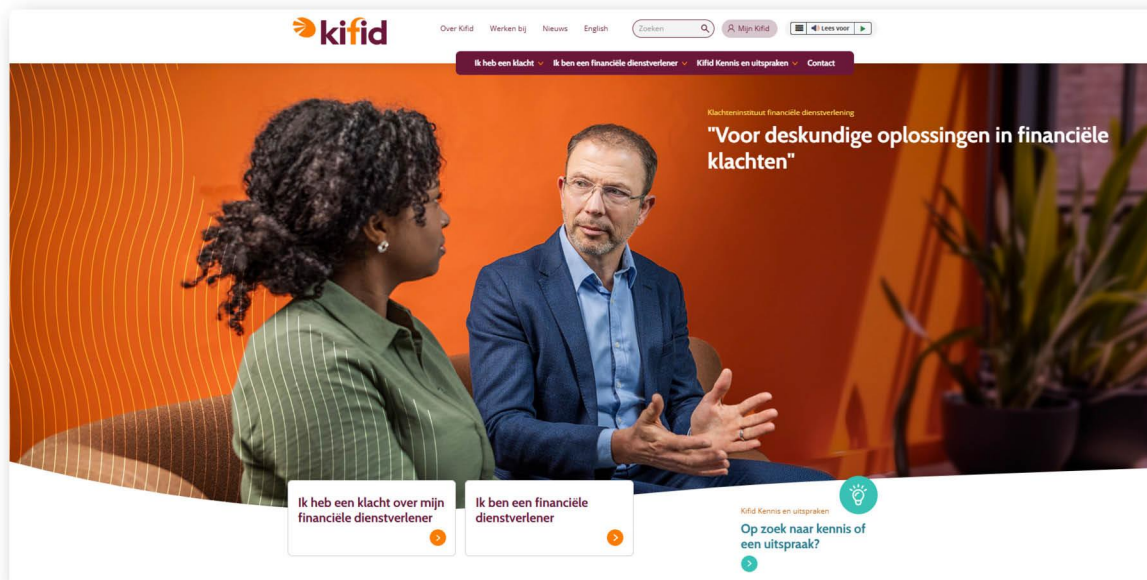 kifid
Over Kifid
Werken bij
Nieuws
English
Zoeken
Mijn Kifid
Lees voor
Ik heb een klacht
Ik ben een financiële dienstverlener
Kifid Kennis en uitspraken
Contact
Klachteninstituut financiële dienstverlening
"Voor deskundige oplossingen in financiële
klachten"
Ik heb een klacht over mijn
financiële dienstverlener
Ik ben een financiële
dienstverlener
Kifid Kennis en uitspraken
Op zoek naar kennis of
een uitspraak?